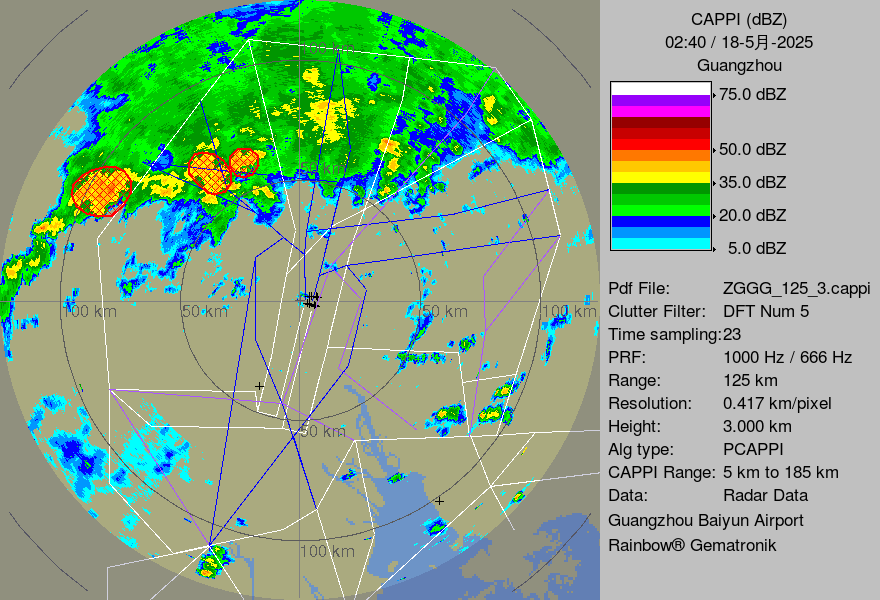 CAPPI (dBZ)
02:40 / 18-5月-2025
Guangzhou
75.0 dBZ
50.0 dBZ
35.0 dBZ
20.0 dBZ
5.0 dBZ
Pdf File: ZGGG_125_3.cappi
Clutter Filter: DFT Num 5
Time sampling:23
PRF: 1000 Hz / 666 Hz
Range: 125 km
Resolution: 0.417 km/pixel
Height: 3.000 km
Alg type: PCAPPI
CAPPI Range: 5 km to 185 km
Data: Radar Data
Guangzhou Baiyun Airport
Rainbow® Gematronik
100 km
50 km
50 km
100 km
50 km
100 km